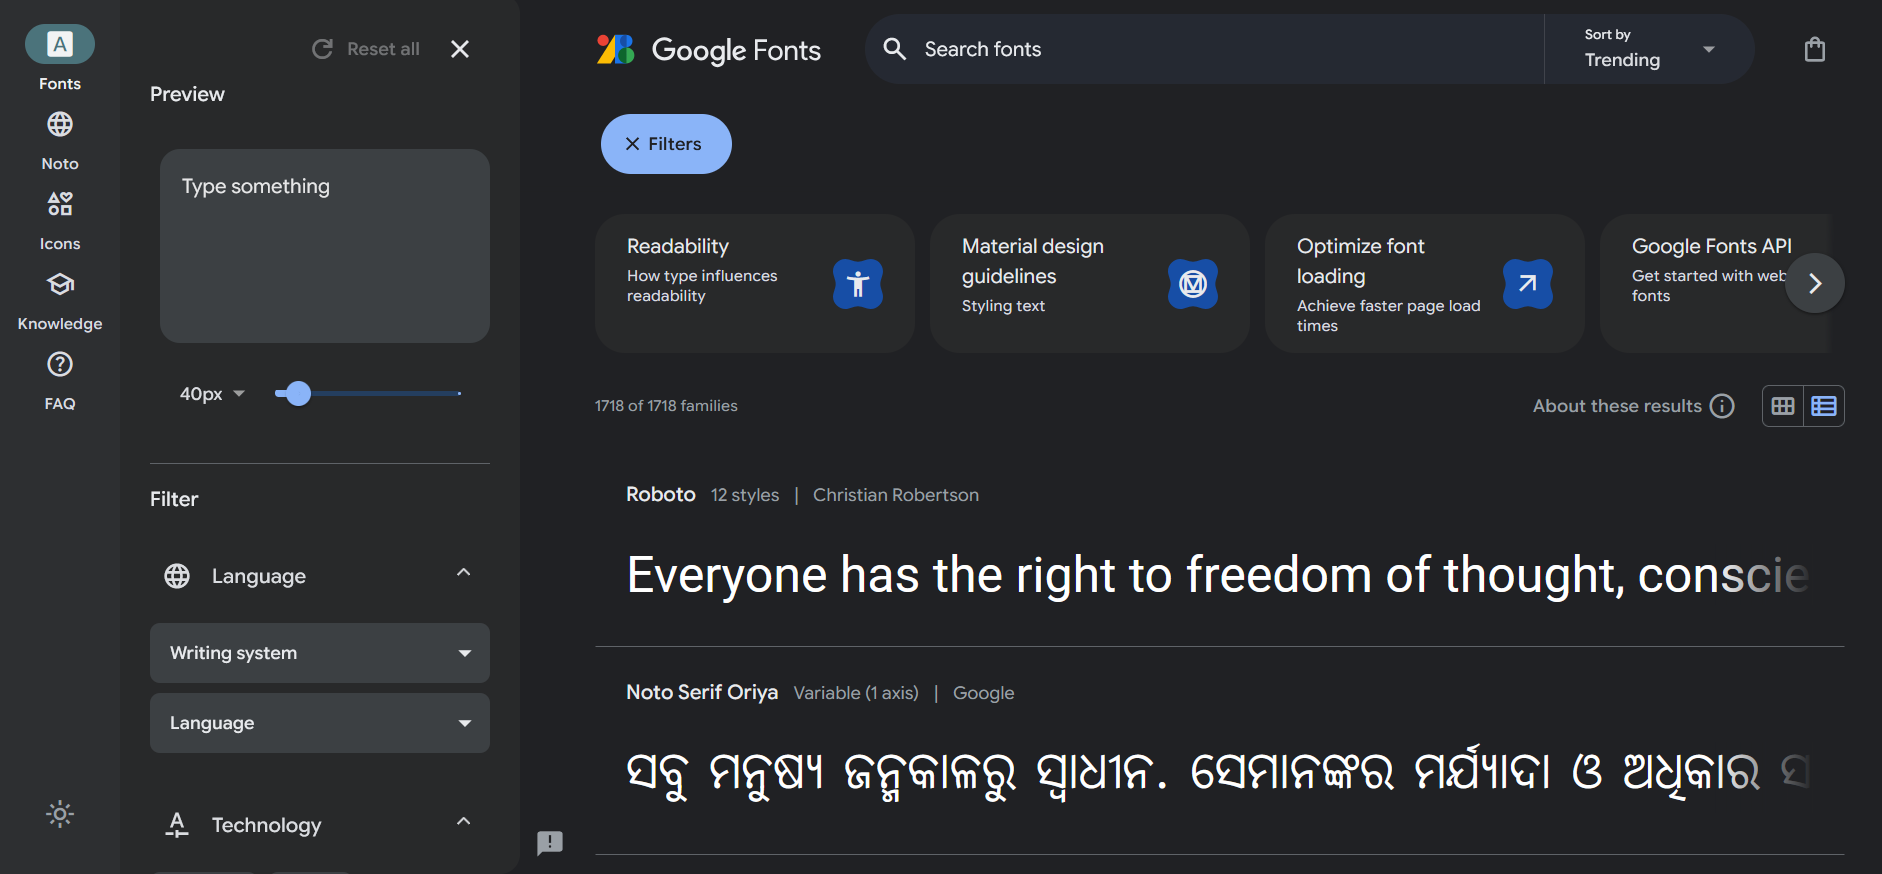 A
Fonts
Noto
Icons
Knowledge
?
FAQ
Reset all
Preview
Type something
40px
Filter
Language
Writing system
Language
A
Technology
Google Fonts
Search fonts
Sort by
Trending
Filters
Readability
How type influences
readability
Material design
guidelines
Styling text
Optimize font
loading
Achieve faster page load
times
Google Fonts API
Get started with web
fonts
1718 of 1718 families
About these results
Roboto 12 styles | Christian Robertson
Everyone has the right to freedom of thought, conscie
Noto Serif Oriya Variable (1 axis) | Google
ସବୁ ମନୁଷ୍ୟ ଜନ୍ମକାଳରୁ ସ୍ୱାଧୀନ. ସେମାନଙ୍କର ମର୍ଯ୍ୟାଦା ଓ ଅଧିକାର